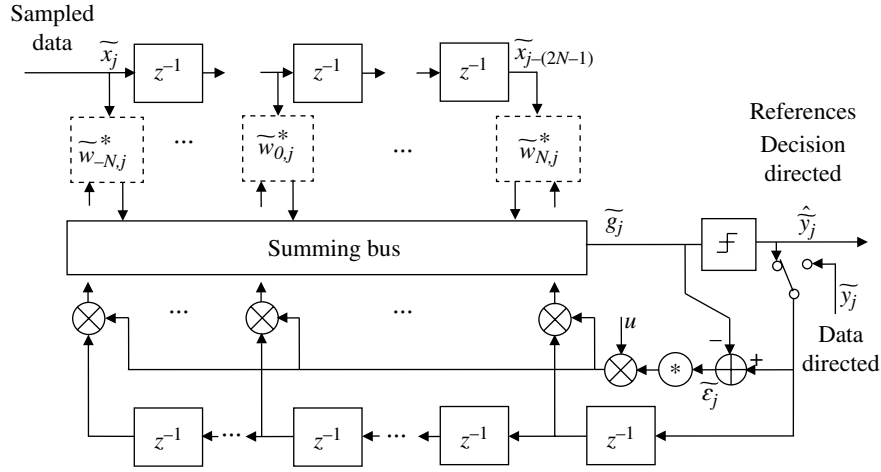 Sampled
data
x̃_j
z⁻¹
...
z⁻¹
...
z⁻¹
x̃_{j–(2N–1)}
w̃*_{–N,j}
...
w̃*_{0,j}
...
w̃*_{N,j}
References
Decision
directed
Summing bus
g̃_j
ŷ̃_j
ỹ_j
Data
directed
...
...
u
–
+
*
ε̃_j
z⁻¹
...
z⁻¹
...
z⁻¹
z⁻¹